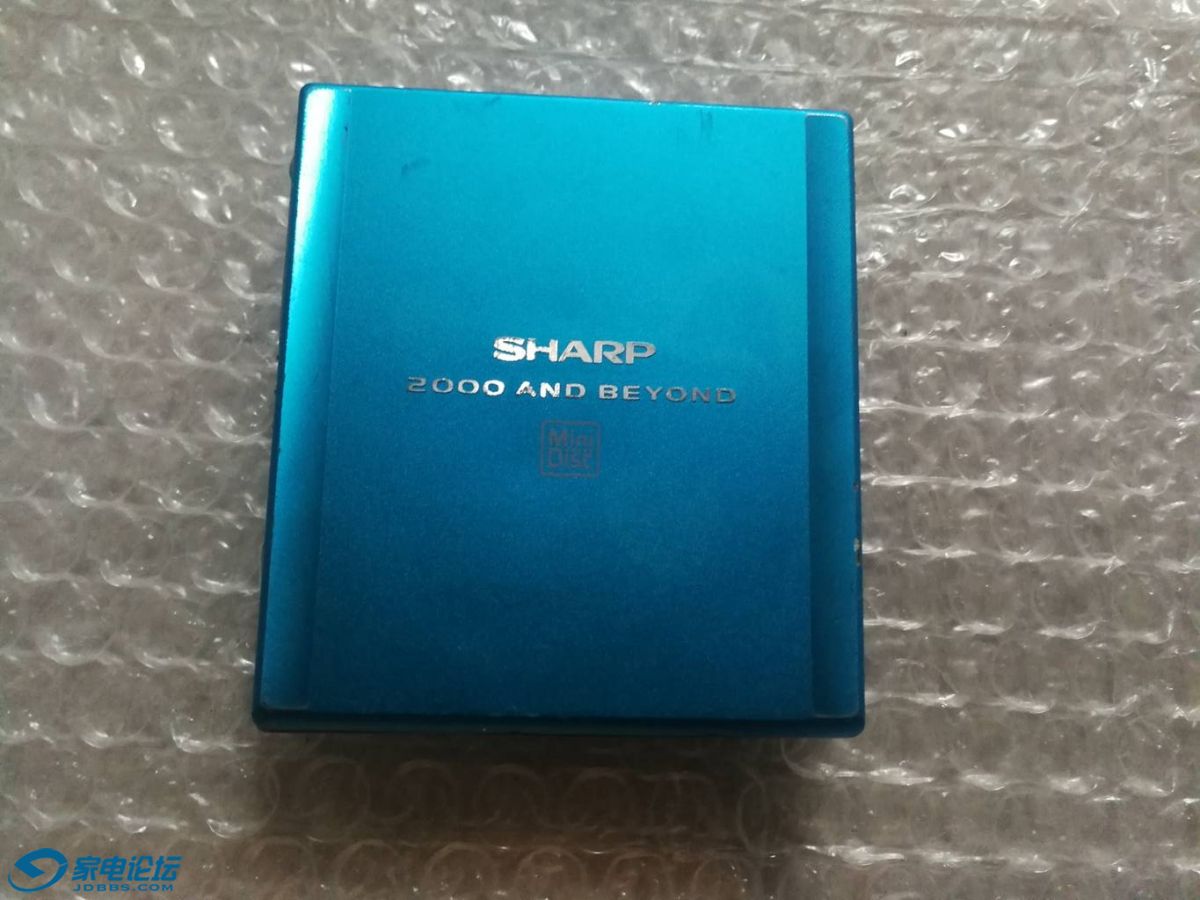 SHARP
2000 AND BEYOND
Mini
Disc
家电论坛
JDBBS.COM